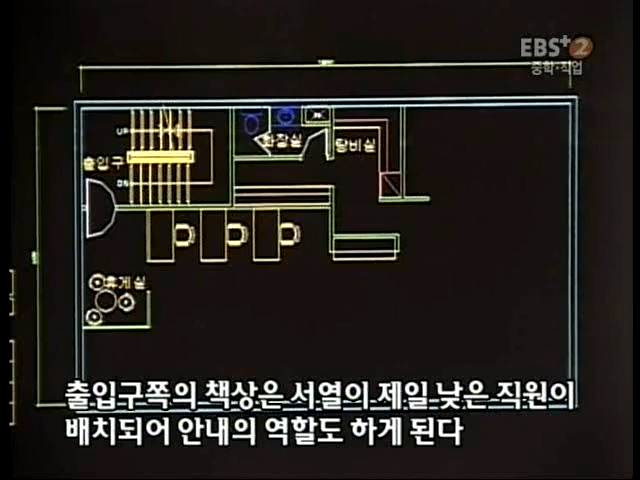 EBS+2
중학·직업
UP
화장실
탕비실
출입구
DN
휴게실
출입구쪽의 책상은 서열이 제일 낮은 직원이
배치되어 안내의 역할도 하게 된다